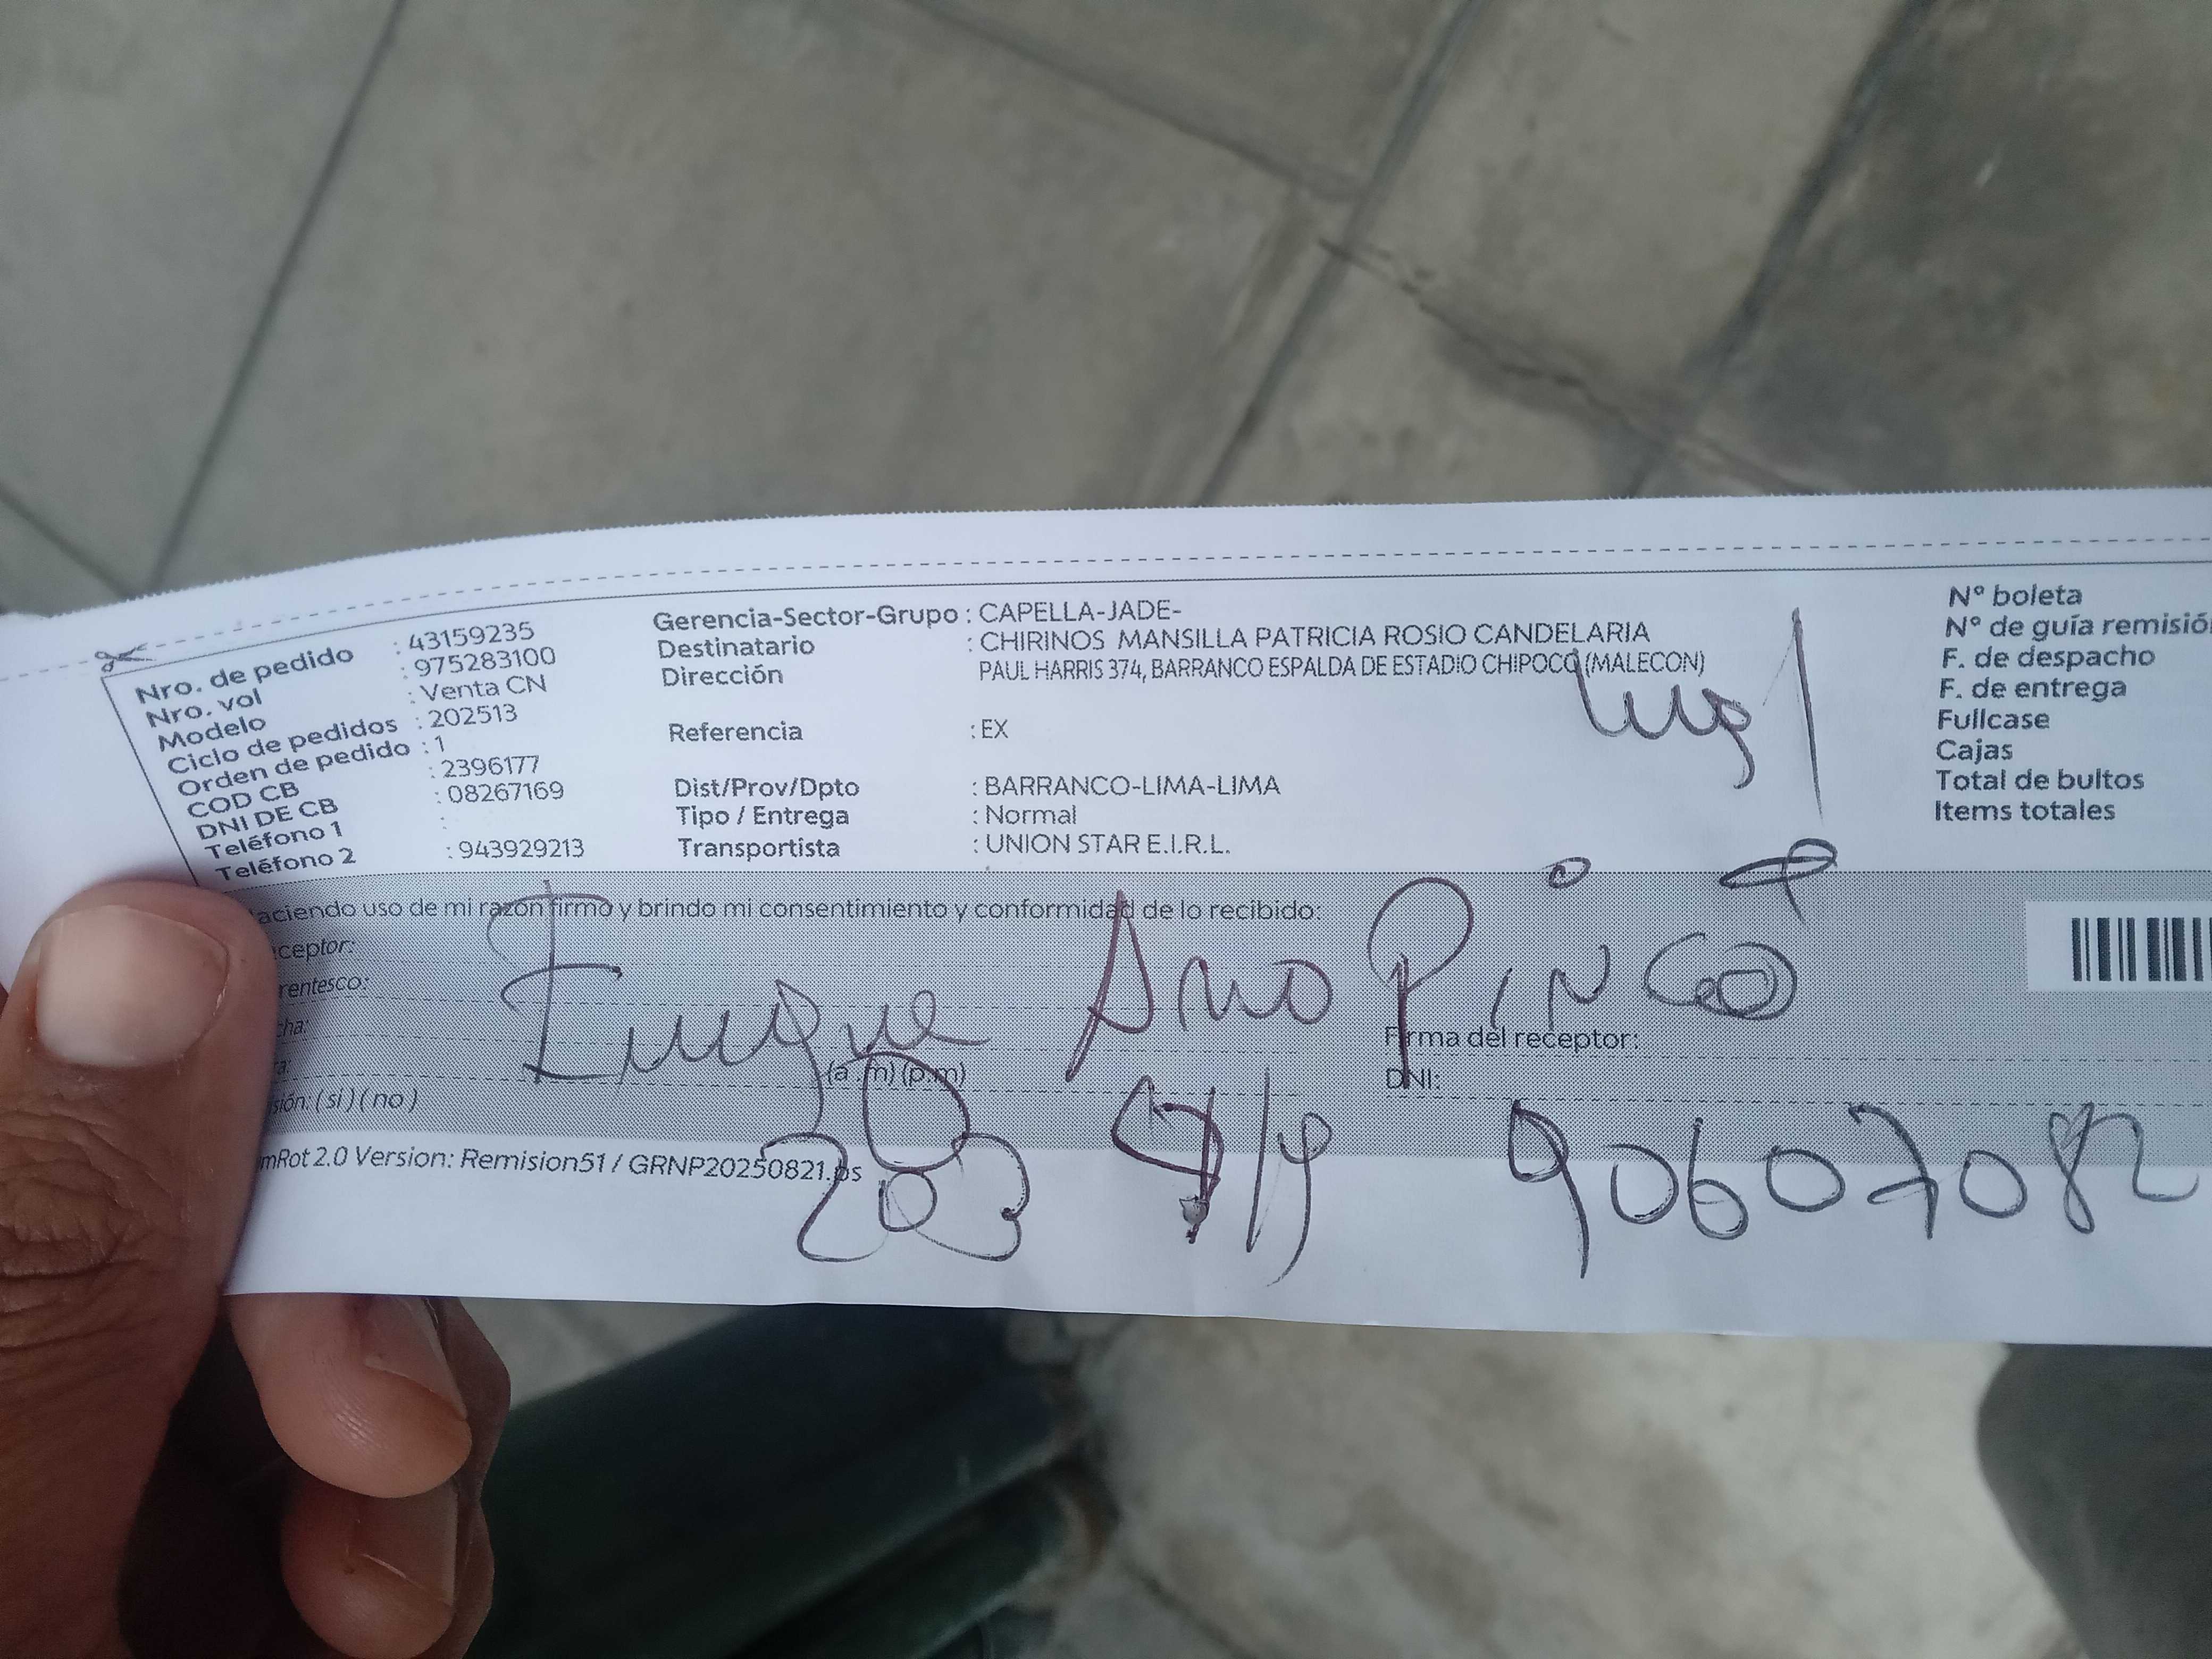 Nro. de pedido : 43159235
Nro. vol : 975283100
Modelo : Venta CN
Ciclo de pedidos : 202513
Orden de pedido : 1
COD CB : 2396177
DNI DE CB : 08267169
Teléfono 1 :
Teléfono 2 : 943929213
Gerencia-Sector-Grupo : CAPELLA-JADE-
Destinatario : CHIRINOS MANSILLA PATRICIA ROSIO CANDELARIA
Dirección PAUL HARRIS 374, BARRANCO ESPALDA DE ESTADIO CHIPOCO (MALECON)
Referencia : EX
Dist/Prov/Dpto : BARRANCO-LIMA-LIMA
Tipo / Entrega : Normal
Transportista : UNION STAR E.I.R.L.
N° boleta
N° de guía remisió
F. de despacho
F. de entrega
Fullcase
Cajas
Total de bultos
Items totales
aciendo uso de mi razón firmo y brindo mi consentimiento y conformidad de lo recibido:
ceptor:
rentesco:
cha:
ra: (a.m) (p.m)
sión: (si) (no)
Firma del receptor:
DNI:
90607082
mRot 2.0 Version: Remision51 / GRNP20250821.ps